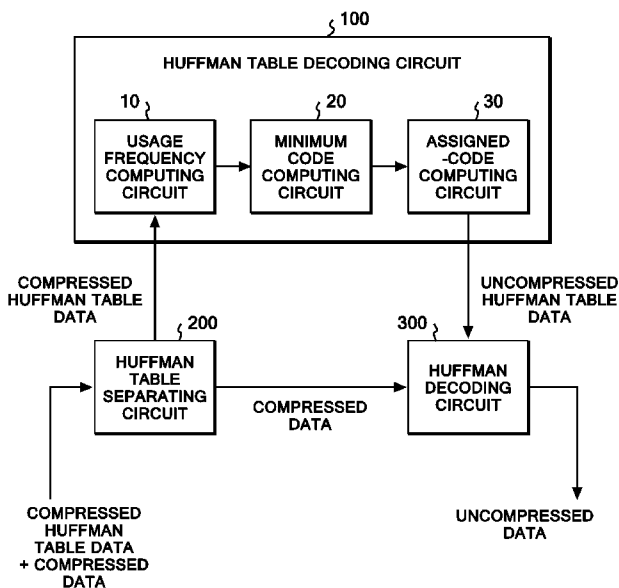 100
HUFFMAN TABLE DECODING CIRCUIT
10
20
30
USAGE
FREQUENCY
COMPUTING
CIRCUIT
MINIMUM
CODE
COMPUTING
CIRCUIT
ASSIGNED
-CODE
COMPUTING
CIRCUIT
COMPRESSED
HUFFMAN TABLE
DATA
UNCOMPRESSED
HUFFMAN TABLE
DATA
200
300
HUFFMAN
TABLE
SEPARATING
CIRCUIT
COMPRESSED
DATA
HUFFMAN
DECODING
CIRCUIT
COMPRESSED
HUFFMAN
TABLE DATA
+ COMPRESSED
DATA
UNCOMPRESSED
DATA